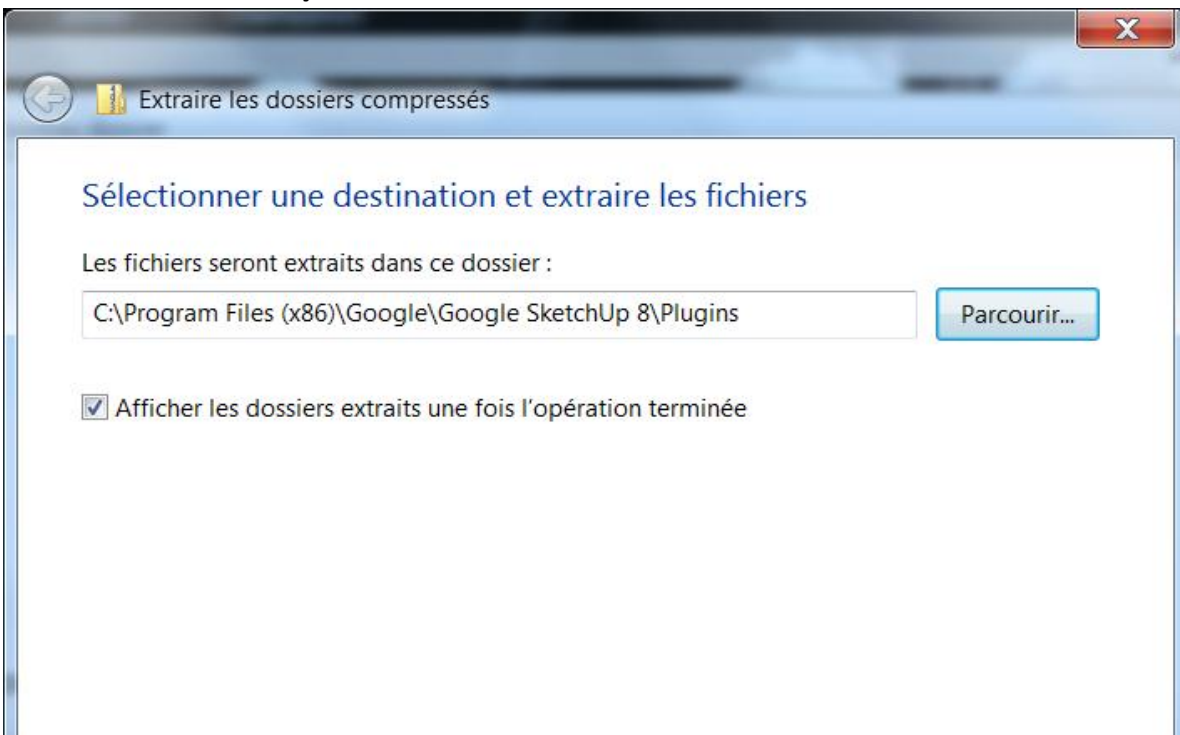 X
Extraire les dossiers compressés
Sélectionner une destination et extraire les fichiers
Les fichiers seront extraits dans ce dossier :
C:\Program Files (x86)\Google\Google SketchUp 8\Plugins
Parcourir...
Afficher les dossiers extraits une fois l'opération terminée